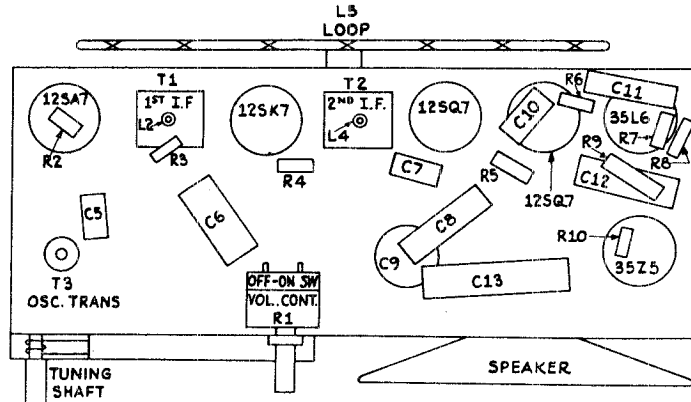 L3
LOOP
T1
T2
12SA7
1ST I.F
L2
12SK7
2ND I.F.
L4
12SQ7
C10
R6
C11
35L6
R7
R8
R2
R3
R4
C7
R5
R9
C12
12SQ7
C5
C6
C8
C9
R10
35Z5
T3
OSC. TRANS
OFF-ON SW
VOL. CONT.
R1
C13
TUNING
SHAFT
SPEAKER